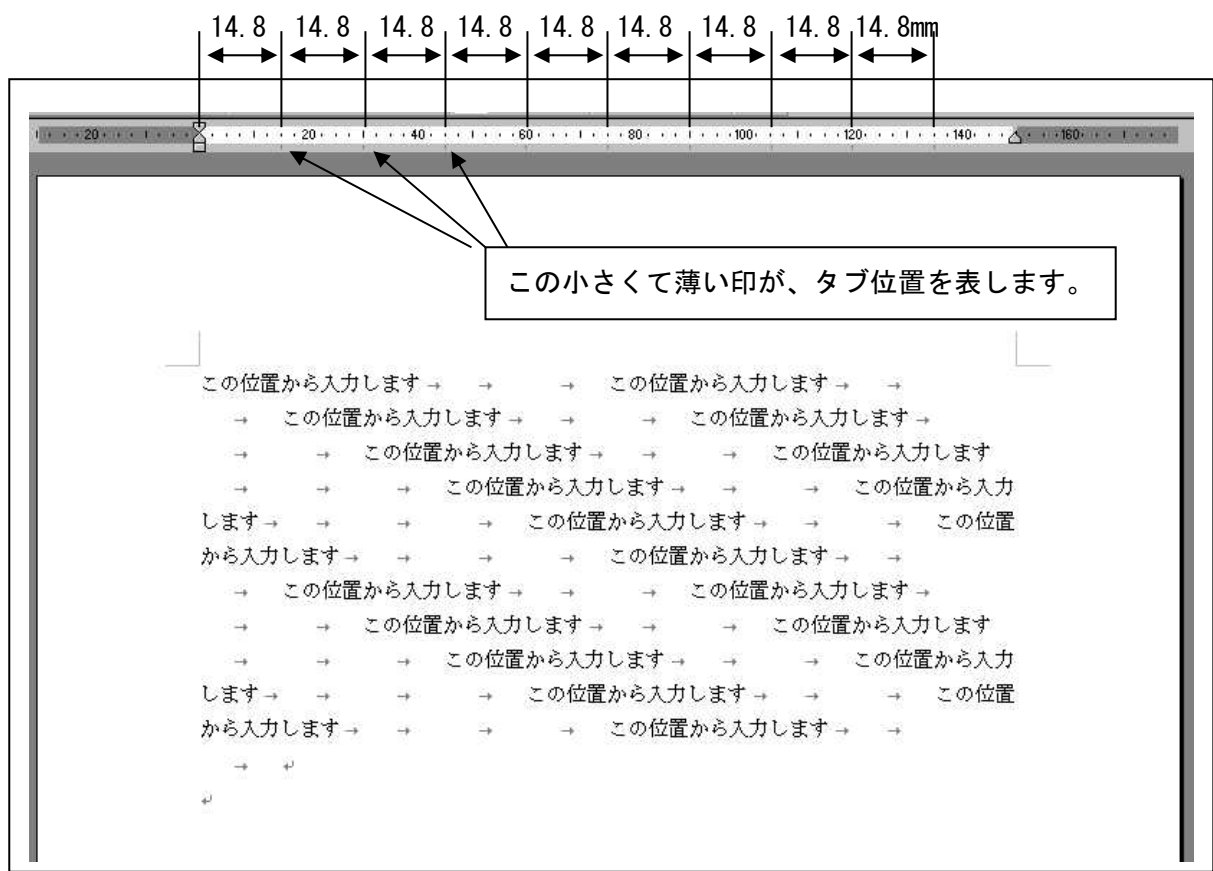 14.8 14.8 14.8 14.8 14.8 14.8 14.8 14.8 14.8mm
20 20 40 60 80 100 120 140 160
この小さくて薄い印が、タブ位置を表します。
この位置から入力します→ → → この位置から入力します→ →
→ この位置から入力します→ → → この位置から入力します→
→ → この位置から入力します→ → → この位置から入力します
→ → → この位置から入力します→ → → この位置から入力
します→ → → → この位置から入力します→ → → この位置
から入力します→ → → → この位置から入力します→ →
→ この位置から入力します→ → → この位置から入力します→
→ → この位置から入力します→ → → この位置から入力します
→ → → この位置から入力します→ → → この位置から入力
します→ → → → この位置から入力します→ → → この位置
から入力します→ → → → この位置から入力します→ →
→ ↵
↵